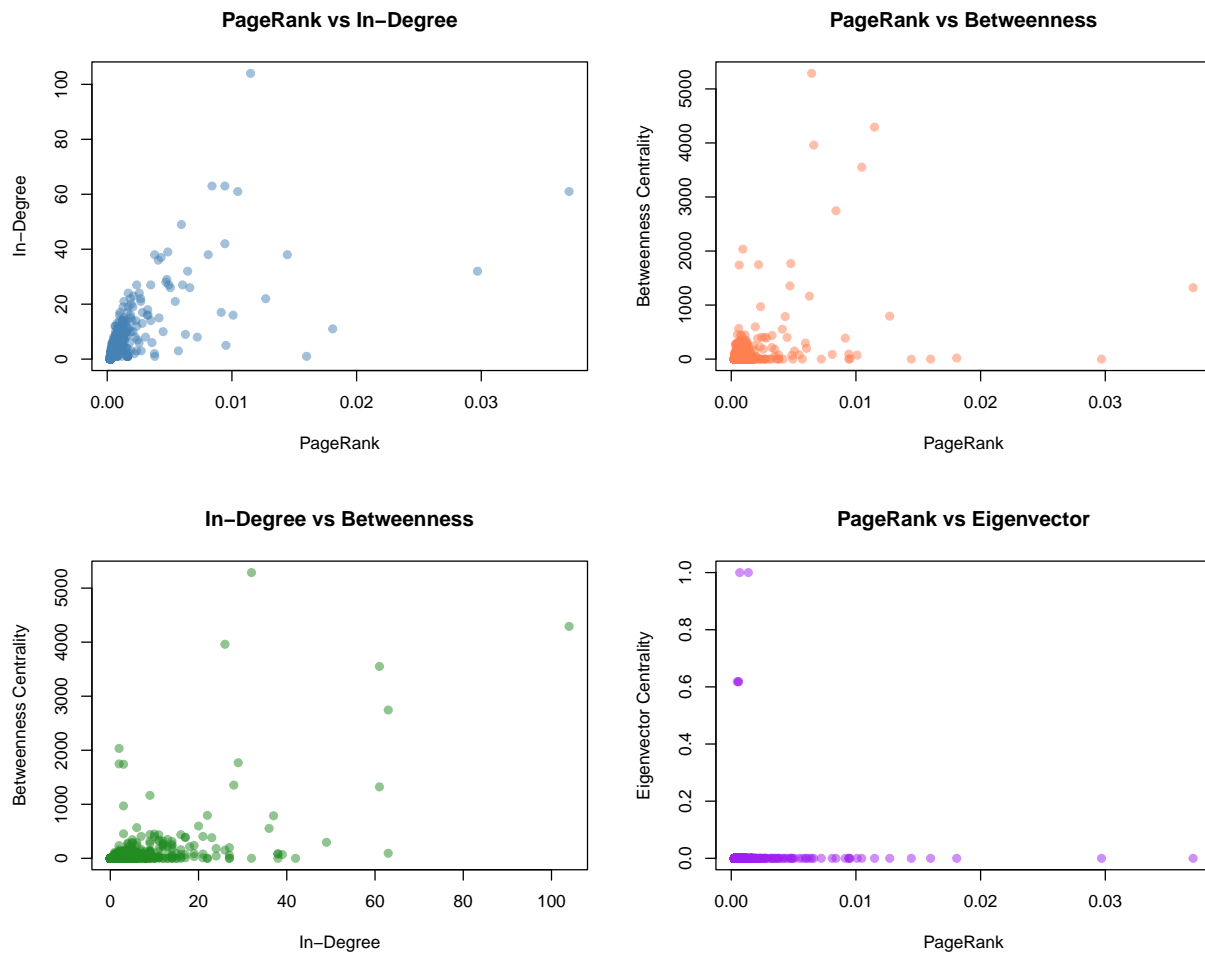 PageRank vs In−Degree
In−Degree
0
20
40
60
80
100
0.00 0.01 0.02 0.03
PageRank
PageRank vs Betweenness
Betweenness Centrality
0
1000
2000
3000
4000
5000
0.00 0.01 0.02 0.03
PageRank
In−Degree vs Betweenness
Betweenness Centrality
0
1000
2000
3000
4000
5000
0 20 40 60 80 100
In−Degree
PageRank vs Eigenvector
Eigenvector Centrality
0.0
0.2
0.4
0.6
0.8
1.0
0.00 0.01 0.02 0.03
PageRank